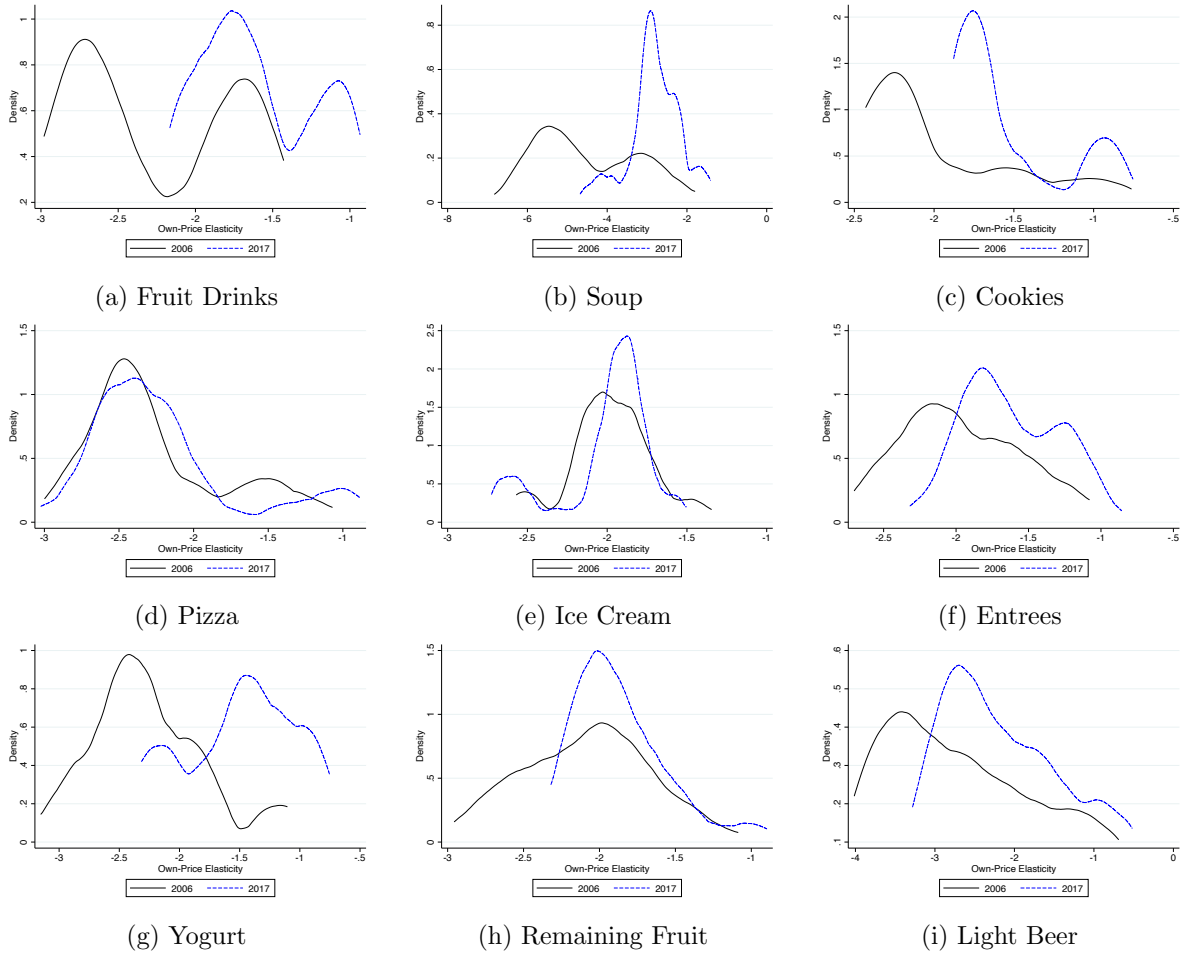 Density
.2 .4 .6 .8 1
-3 -2.5 -2 -1.5 -1
Own-Price Elasticity
2006 2017
(a) Fruit Drinks
Density
0 .2 .4 .6 .8
-8 -6 -4 -2 0
Own-Price Elasticity
2006 2017
(b) Soup
Density
0 .5 1 1.5 2
-2.5 -2 -1.5 -1 -.5
Own-Price Elasticity
2006 2017
(c) Cookies
Density
0 .5 1 1.5
-3 -2.5 -2 -1.5 -1
Own-Price Elasticity
2006 2017
(d) Pizza
Density
0 .5 1 1.5 2 2.5
-3 -2.5 -2 -1.5 -1
Own-Price Elasticity
2006 2017
(e) Ice Cream
Density
0 .5 1 1.5
-2.5 -2 -1.5 -1 -.5
Own-Price Elasticity
2006 2017
(f) Entrees
Density
0 .2 .4 .6 .8 1
-3 -2.5 -2 -1.5 -1 -.5
Own-Price Elasticity
2006 2017
(g) Yogurt
Density
0 .5 1 1.5
-3 -2.5 -2 -1.5 -1
Own-Price Elasticity
2006 2017
(h) Remaining Fruit
Density
.1 .2 .3 .4 .5 .6
-4 -3 -2 -1 0
Own-Price Elasticity
2006 2017
(i) Light Beer